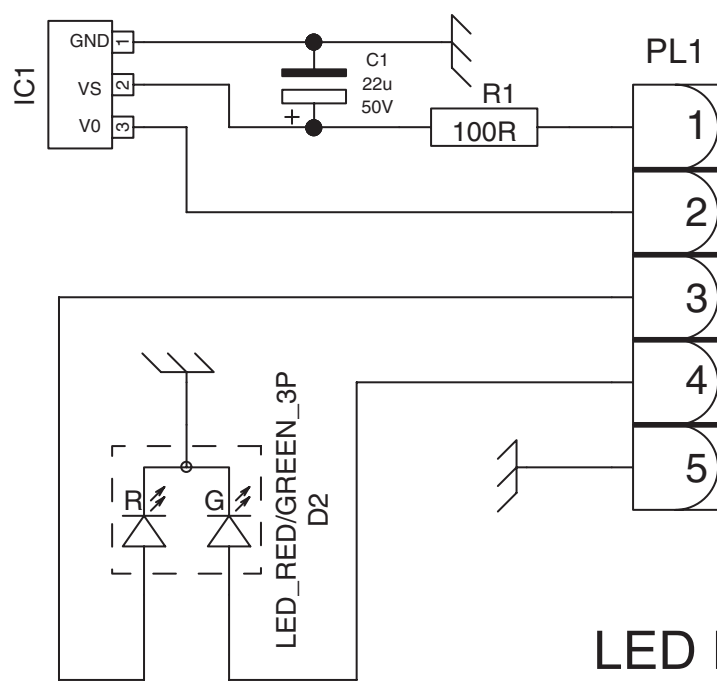 IC1
GND 1
VS 2
V0 3
C1
22u
50V
+
R1
100R
PL1
1
2
3
4
5
R
G
LED_RED/GREEN_3P
D2
LED